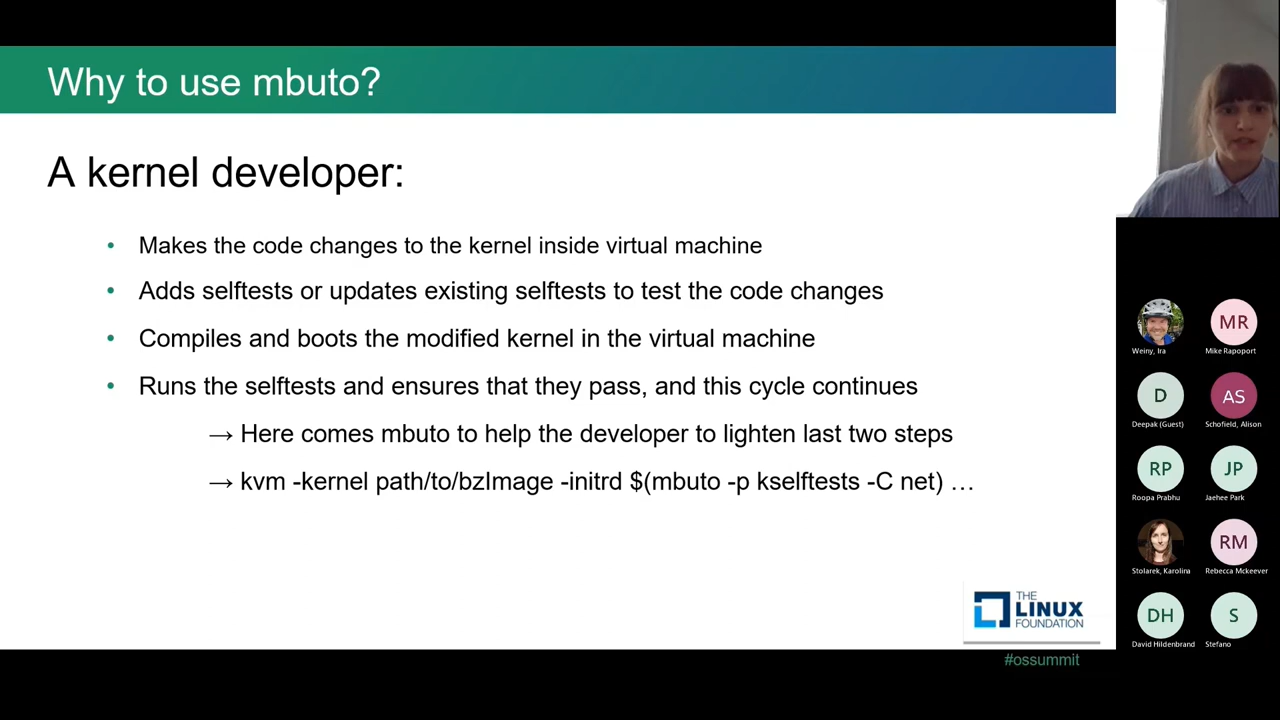 Why to use mbuto?
A kernel developer:
• Makes the code changes to the kernel inside virtual machine
• Adds selftests or updates existing selftests to test the code changes
• Compiles and boots the modified kernel in the virtual machine
• Runs the selftests and ensures that they pass, and this cycle continues
→ Here comes mbuto to help the developer to lighten last two steps
→ kvm -kernel path/to/bzImage -initrd $(mbuto -p kselftests -C net) …
THE
LINUX
FOUNDATION
#ossummit
Weiny, Ira
MR
Mike Rapoport
D
Deepak (Guest)
AS
Schofield, Alison
RP
Roopa Prabhu
JP
Jaehee Park
Stolarek, Karolina
RM
Rebecca Mckeever
DH
David Hildenbrand
S
Stefano